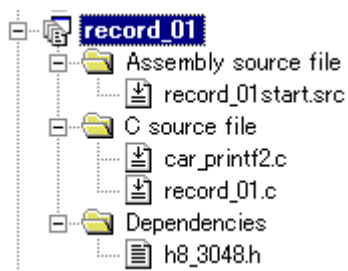 record_01
Assembly source file
record_01start.src
C source file
car_printf2.c
record_01.c
Dependencies
h8_3048.h